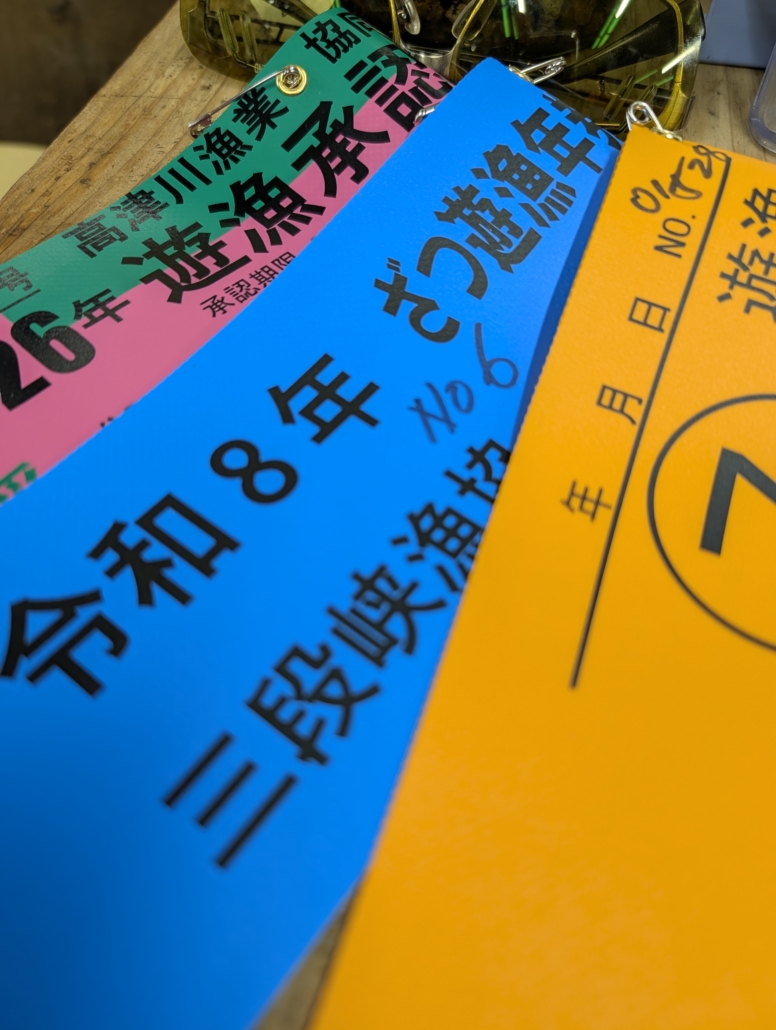 高津川漁業協同
26年 遊漁承認
承認期限
令和8年 ざつ遊漁年
No 6
三段峡漁協
NO.
年 月 日
遊漁
7